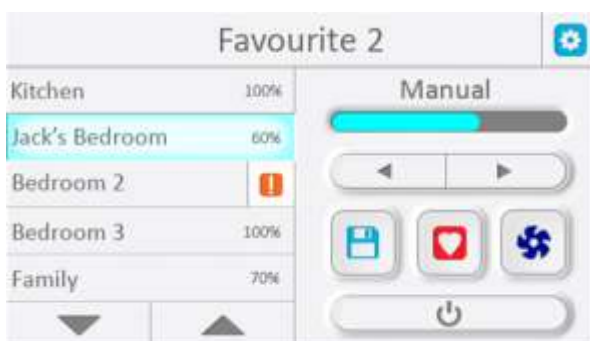 Favourite 2
Kitchen 100%
Jack's Bedroom 60%
Bedroom 2
Bedroom 3 100%
Family 70%
Manual